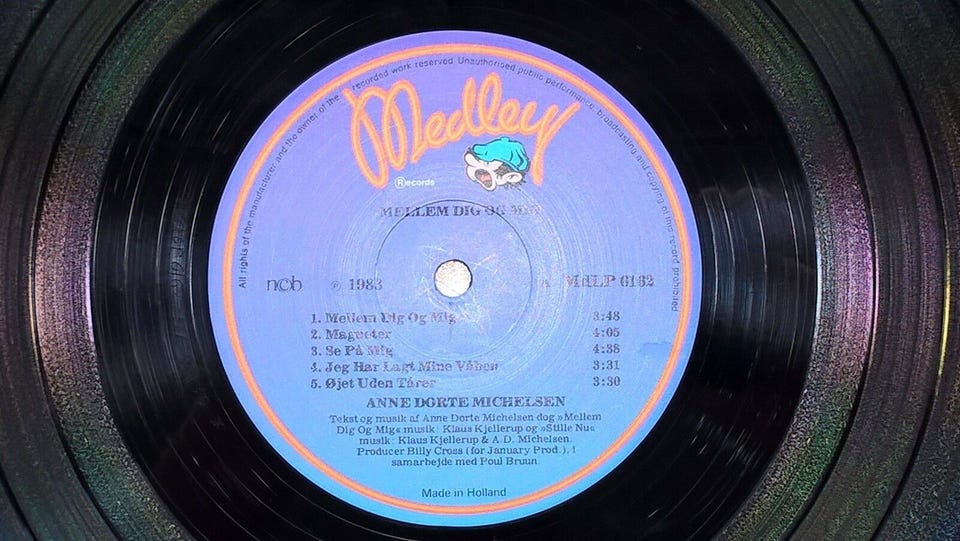 All rights of the manufacturer and the owner of the recorded work reserved. Unauthorised public performance, broadcasting and copying of this record prohibited
Medley
Records
MELLEM DIG OG MIG
n©b ℗ 1983 A MdLP 6162
1. Mellem Dig Og Mig 3:48
2. Magneter 4:05
3. Se På Mig 4:38
4. Jeg Har Lagt Mine Våben 3:31
5. Øjet Uden Tårer 3:30
ANNE DORTE MICHELSEN
Tekst og musik af Anne Dorte Michelsen dog »Mellem
Dig Og Mig« musik: Klaus Kjellerup og »Stille Nu«
musik: Klaus Kjellerup & A.D. Michelsen.
Producer Billy Cross (for January Prod.), i
samarbejde med Poul Bruun.
Made in Holland